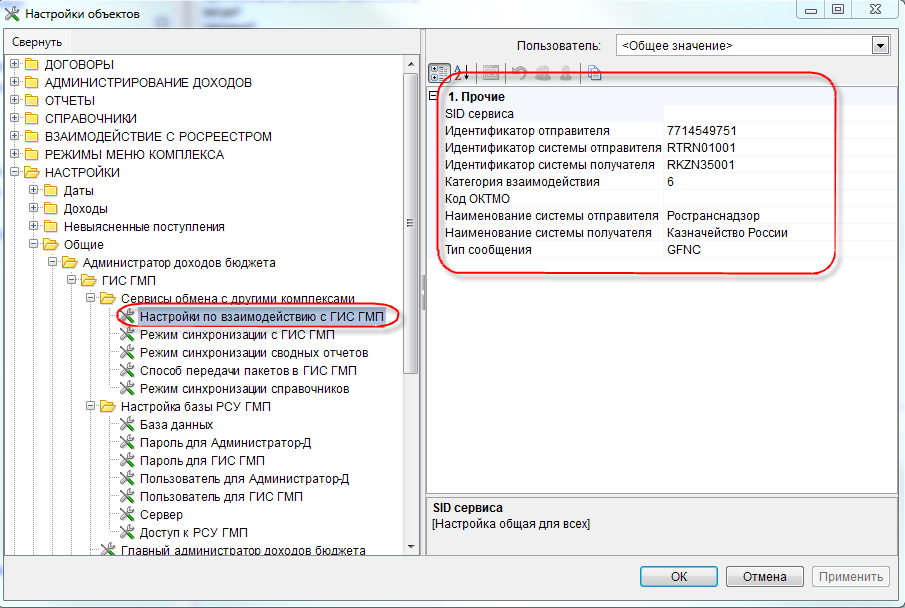 Настройки объектов
Свернуть
ДОГОВОРЫ
АДМИНИСТРИРОВАНИЕ ДОХОДОВ
ОТЧЕТЫ
СПРАВОЧНИКИ
ВЗАИМОДЕЙСТВИЕ С РОСРЕЕСТРОМ
РЕЖИМЫ МЕНЮ КОМПЛЕКСА
НАСТРОЙКИ
Даты
Доходы
Невыясненные поступления
Общие
Администратор доходов бюджета
ГИС ГМП
Сервисы обмена с другими комплексами
Настройки по взаимодействию с ГИС ГМП
Режим синхронизации с ГИС ГМП
Режим синхронизации сводных отчетов
Способ передачи пакетов в ГИС ГМП
Режим синхронизации справочников
Настройка базы РСУ ГМП
База данных
Пароль для Администратор-Д
Пароль для ГИС ГМП
Пользователь для Администратор-Д
Пользователь для ГИС ГМП
Сервер
Доступ к РСУ ГМП
Главный администратор доходов бюджета
Пользователь: <Общее значение>
1. Прочие
SID сервиса
Идентификатор отправителя 7714549751
Идентификатор системы отправителя RTRN01001
Идентификатор системы получателя RKZN35001
Категория взаимодействия 6
Код ОКТМО
Наименование системы отправителя Ространснадзор
Наименование системы получателя Казначейство России
Тип сообщения GFNC
SID сервиса
[Настройка общая для всех]
ОК Отмена Применить